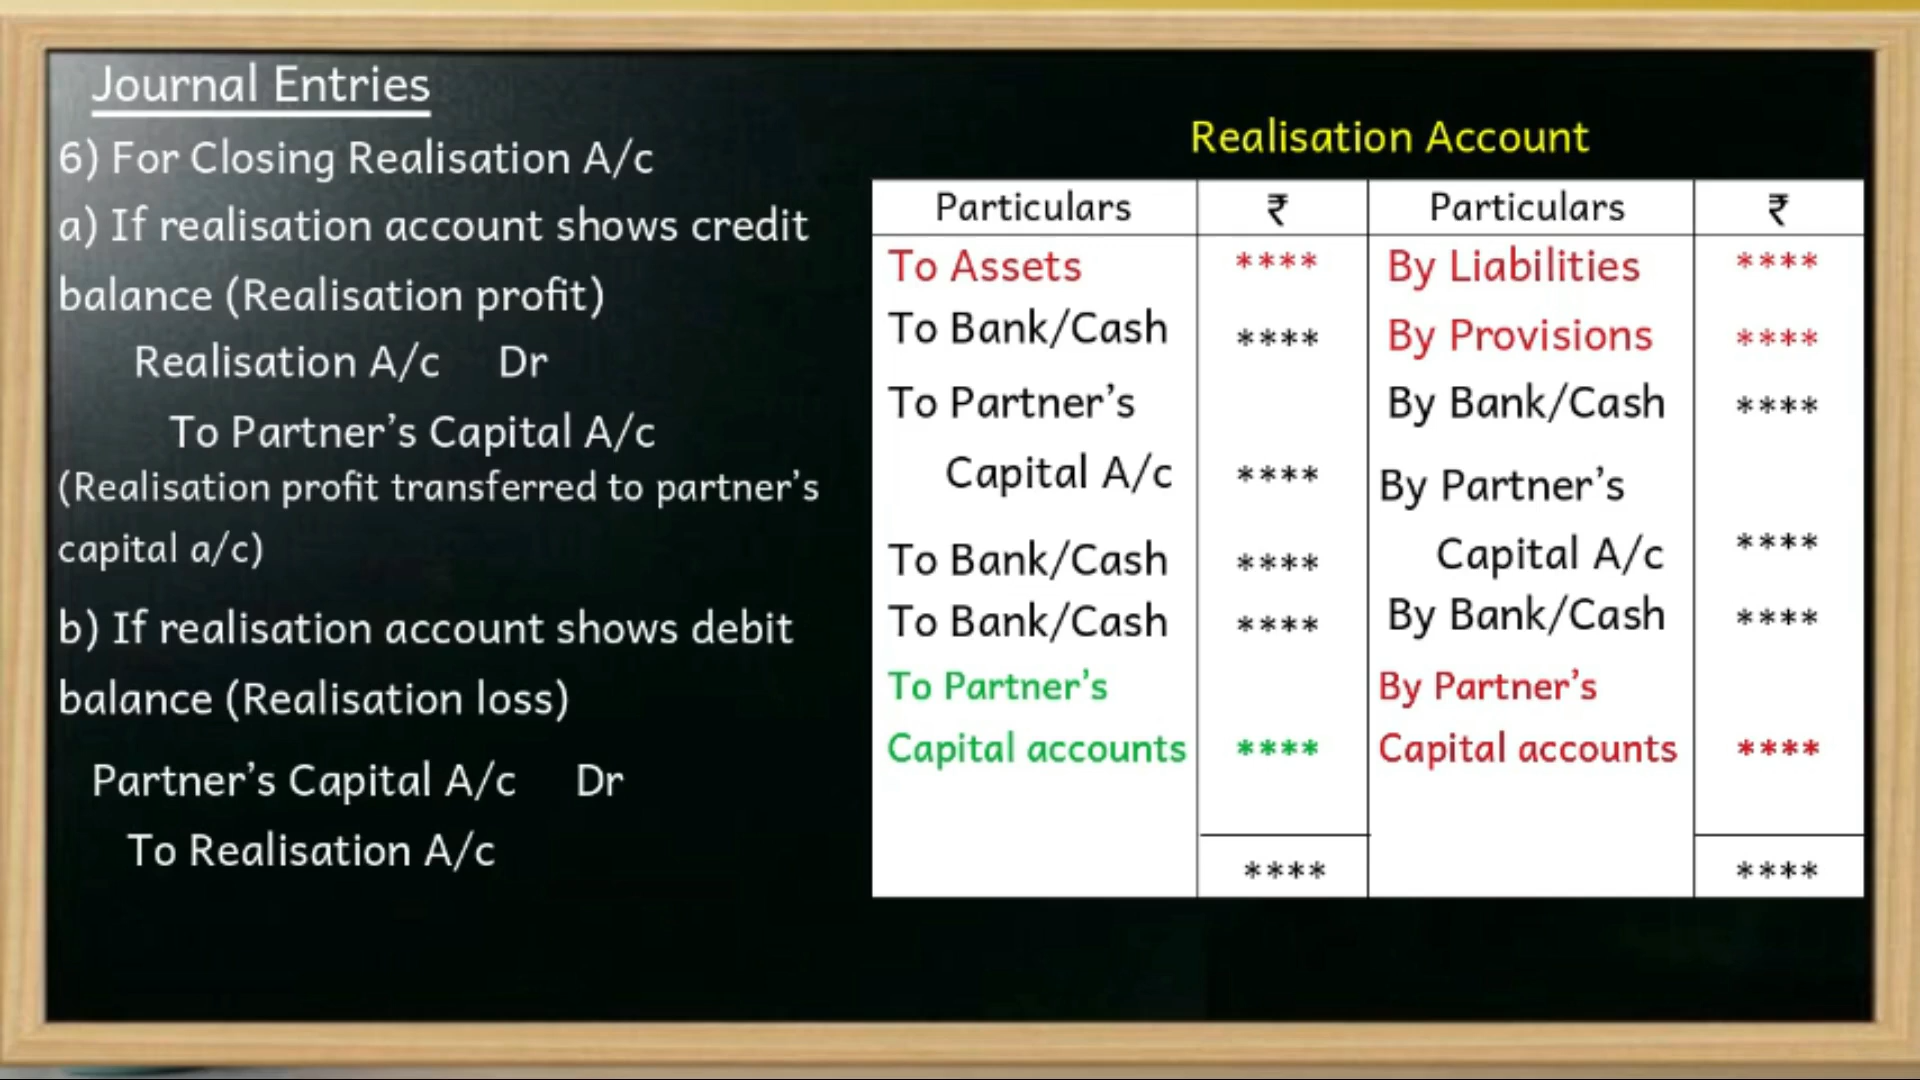 Journal Entries
6) For Closing Realisation A/c
a) If realisation account shows credit
balance (Realisation profit)
Realisation A/c Dr
To Partner’s Capital A/c
(Realisation profit transferred to partner’s
capital a/c)
b) If realisation account shows debit
balance (Realisation loss)
Partner’s Capital A/c Dr
To Realisation A/c
Realisation Account
Particulars ₹ Particulars ₹
To Assets **** By Liabilities ****
To Bank/Cash **** By Provisions ****
To Partner’s By Bank/Cash ****
Capital A/c **** By Partner’s
To Bank/Cash **** Capital A/c ****
To Bank/Cash **** By Bank/Cash ****
To Partner’s By Partner’s
Capital accounts **** Capital accounts ****
**** ****